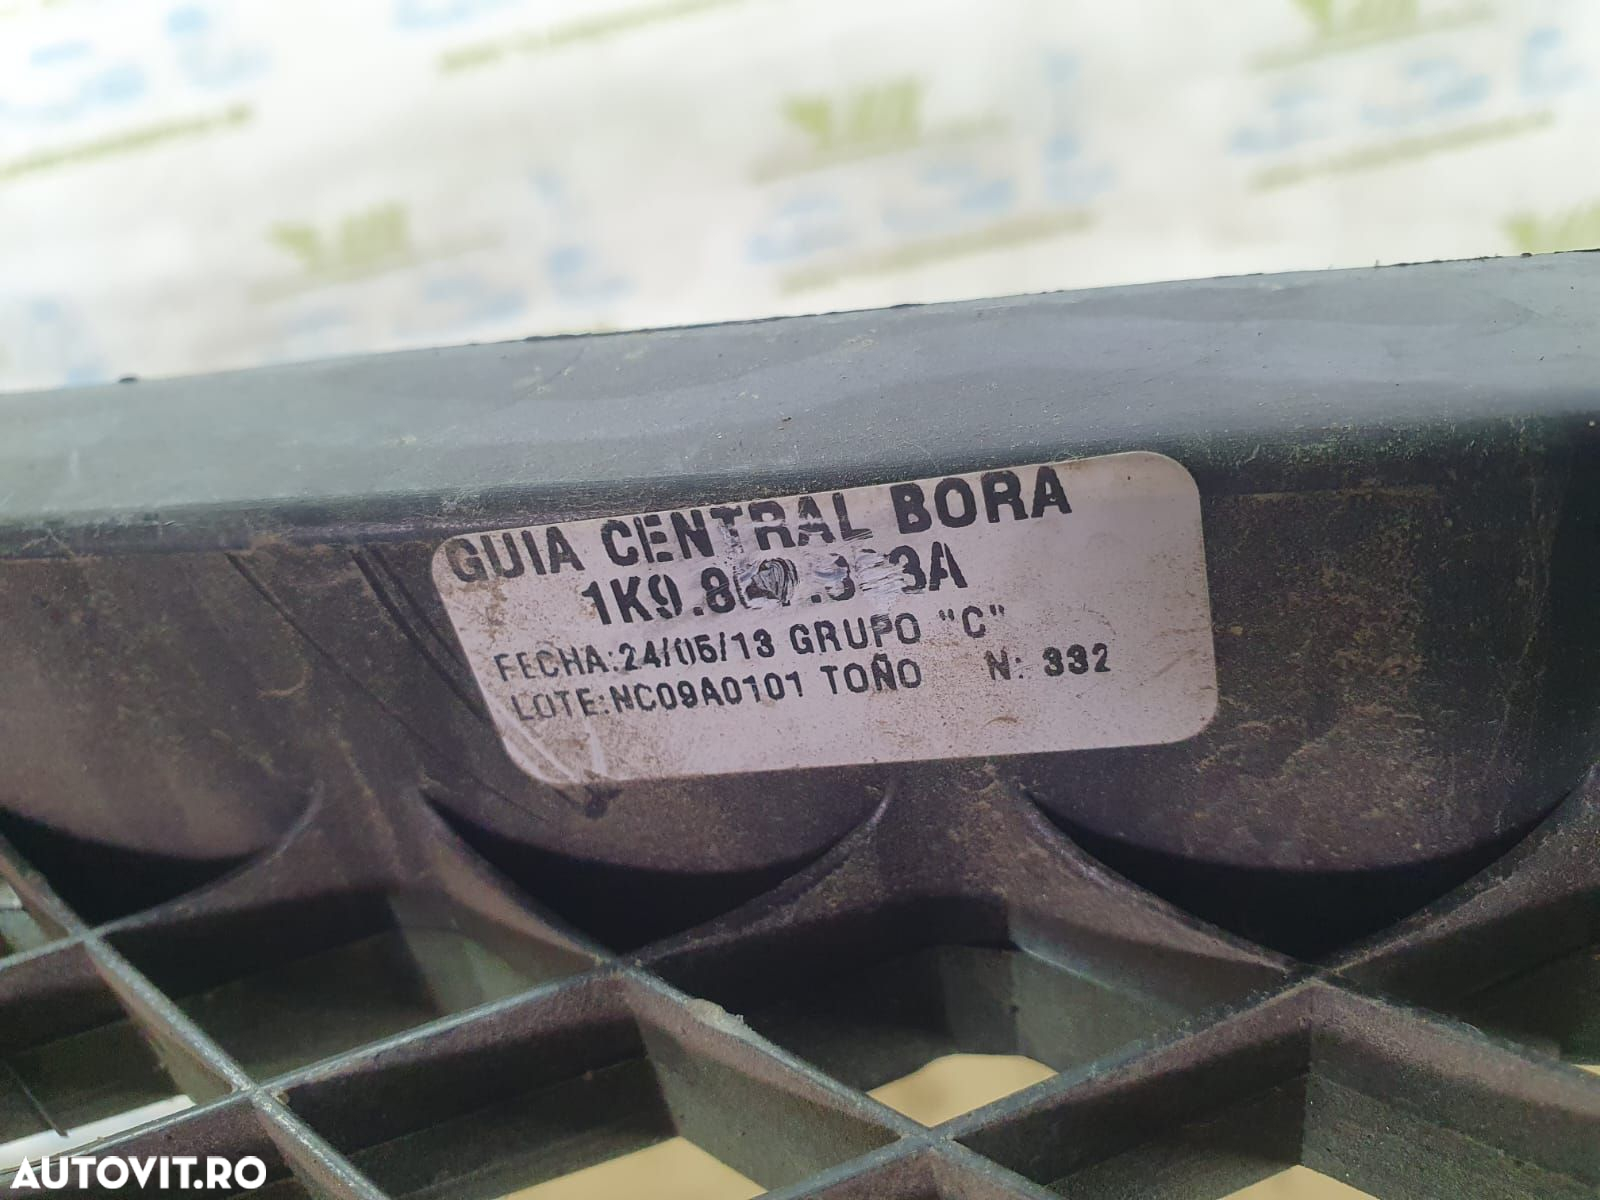 GUIA CENTRAL BORA
FECHA:24/05/13 GRUPO "C"
LOTE:NC09A0101 TOÑO N: 332
AUTOVIT.RO